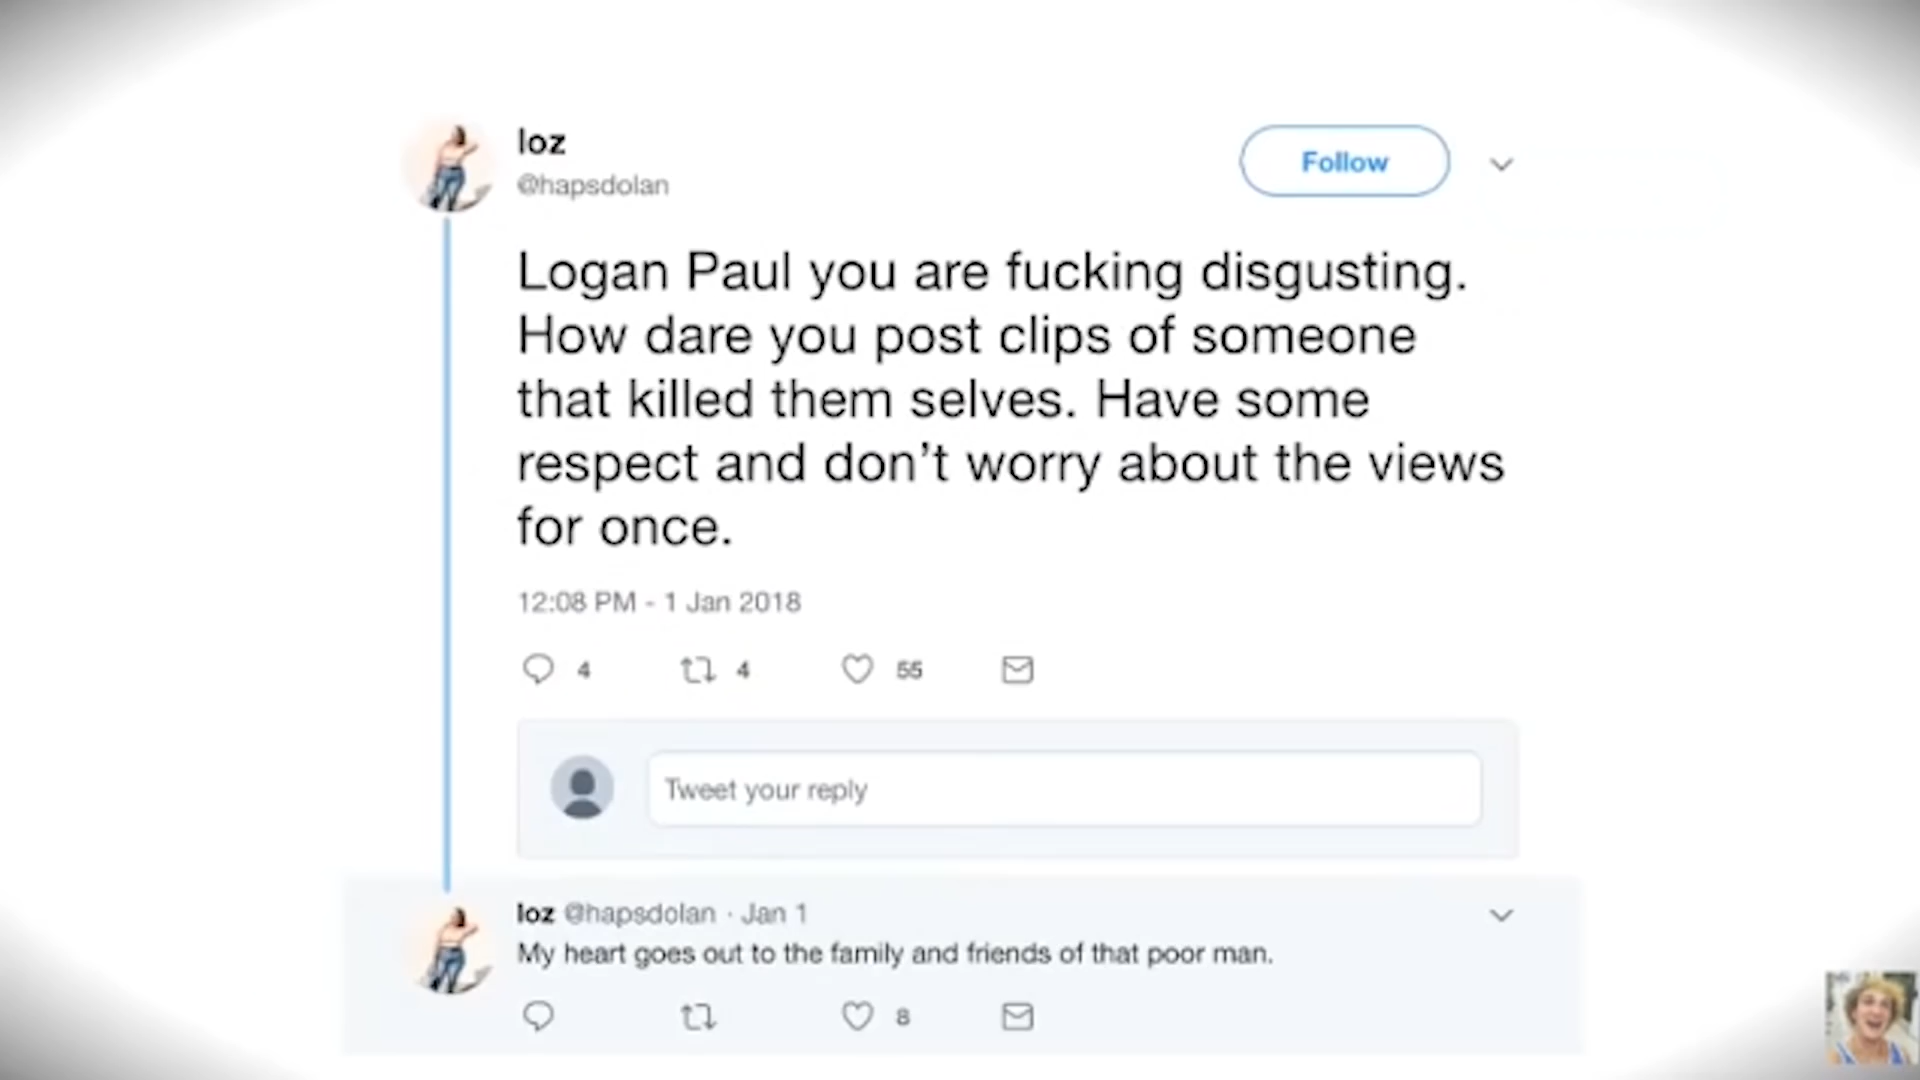 loz
@hapsdolan
Follow
Logan Paul you are fucking disgusting.
How dare you post clips of someone
that killed them selves. Have some
respect and don’t worry about the views
for once.
12:08 PM - 1 Jan 2018
4 4 55
Tweet your reply
loz @hapsdolan · Jan 1
My heart goes out to the family and friends of that poor man.
8